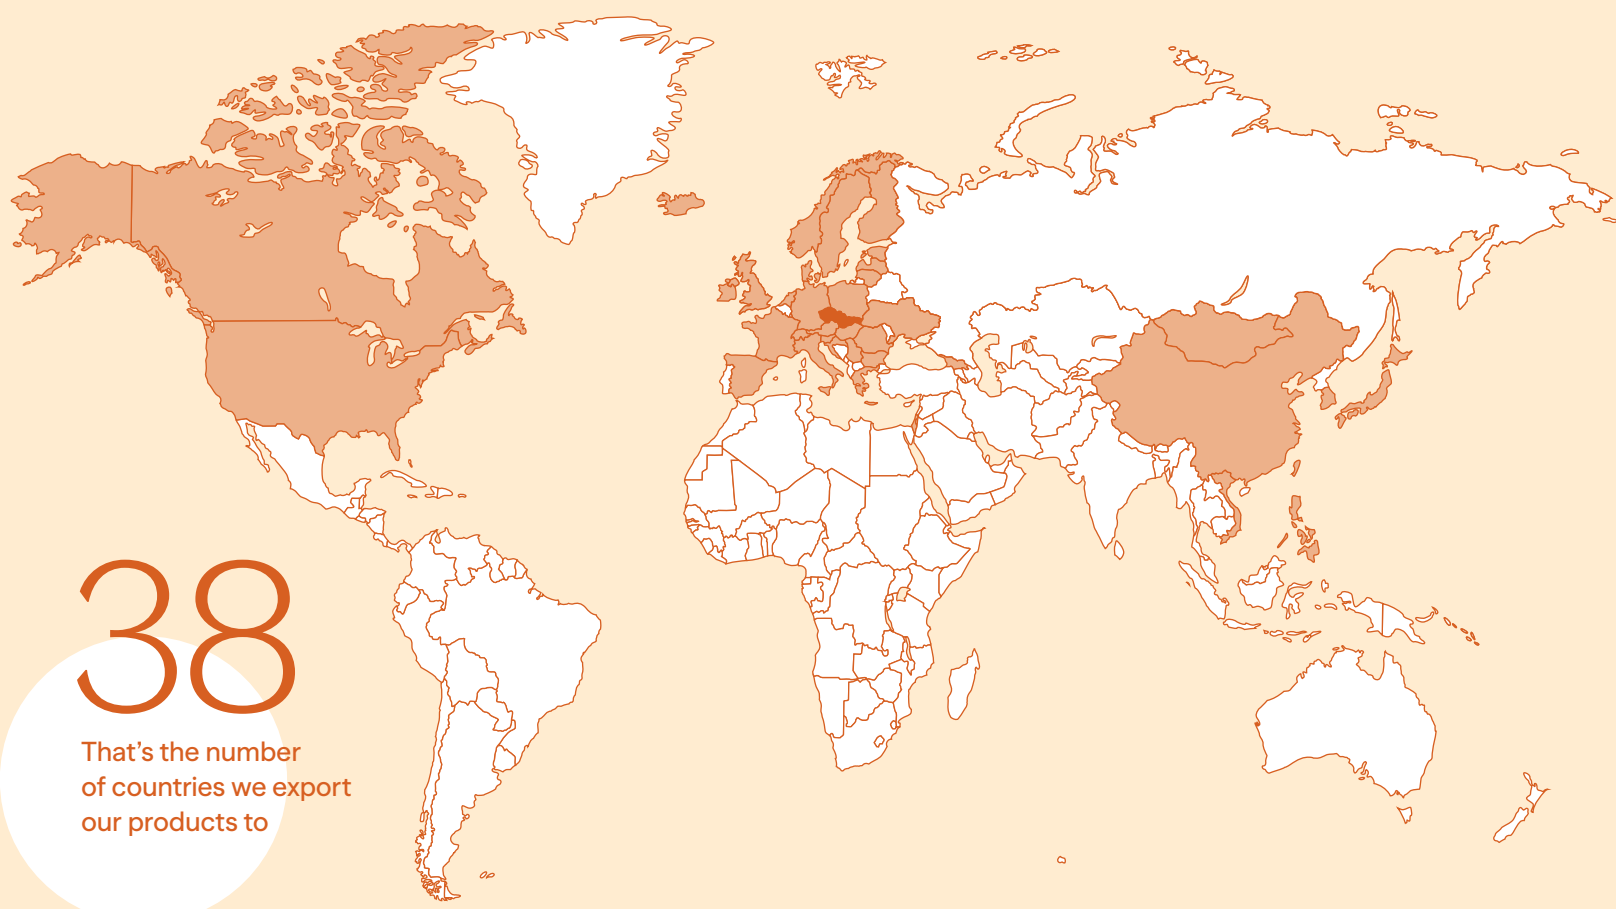 38
That’s the number
of countries we export
our products to